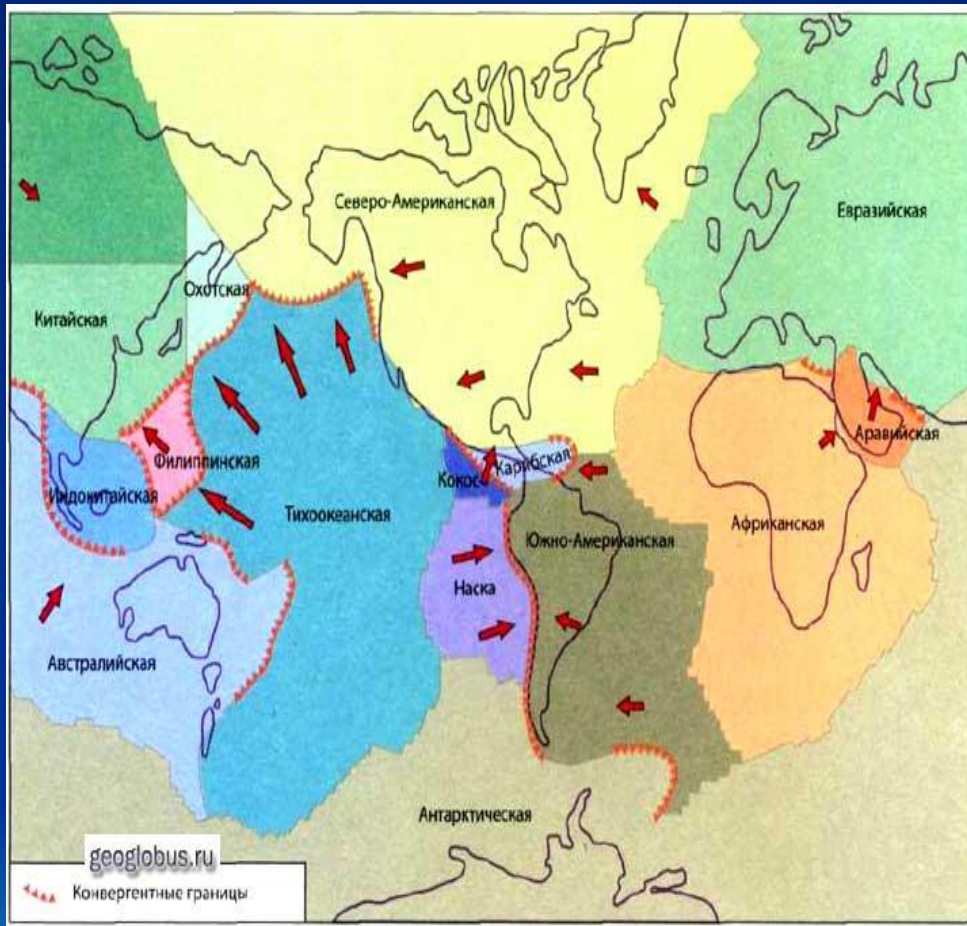 Северо-Американская
Евразийская
Охотская
Китайская
Филиппинская
Индокитайская
Тихоокеанская
Кокос
Карибская
Аравийская
Африканская
Южно-Американская
Наска
Австралийская
Антарктическая
geoglobus.ru
Конвергентные границы